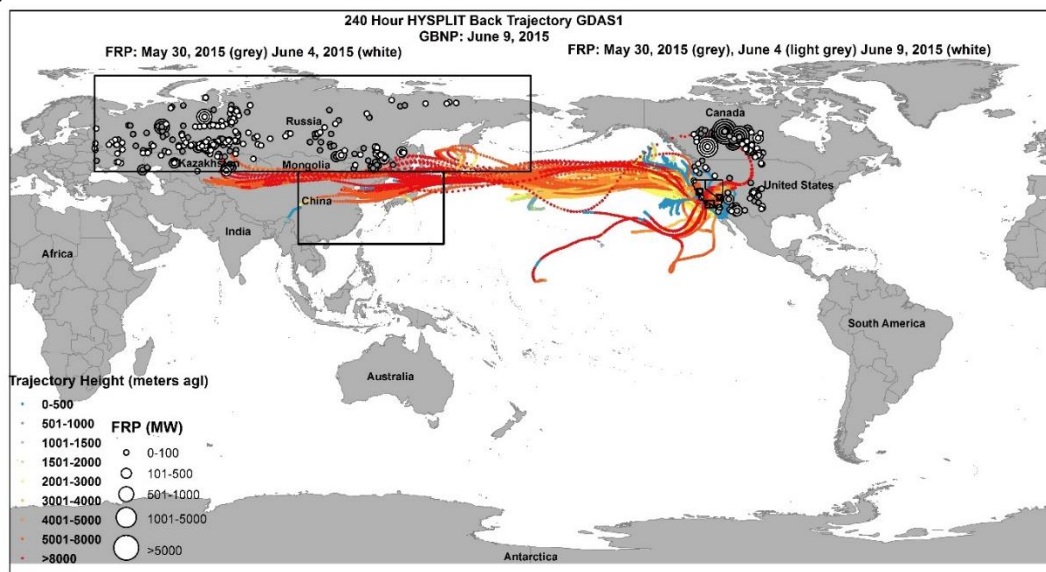 240 Hour HYSPLIT Back Trajectory GDAS1
GBNP: June 9, 2015
FRP: May 30, 2015 (grey) June 4, 2015 (white)
FRP: May 30, 2015 (grey), June 4 (light grey) June 9, 2015 (white)
Russia
Canada
Kazakhstan
Mongolia
United States
China
India
Africa
South America
Australia
Trajectory Height (meters agl)
0-500
501-1000
1001-1500
1501-2000
2001-3000
3001-4000
4001-5000
5001-8000
>8000
FRP (MW)
0-100
101-500
501-1000
1001-5000
>5000
Antarctica